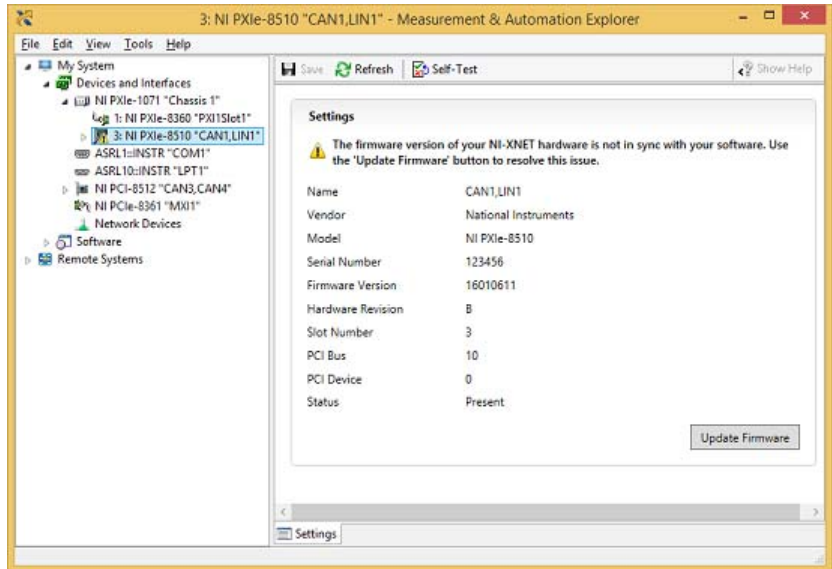 3: NI PXIe-8510 "CAN1,LIN1" - Measurement & Automation Explorer
File Edit View Tools Help
My System
Devices and Interfaces
NI PXIe-1071 "Chassis 1"
1: NI PXIe-8360 "PXI1Slot1"
3: NI PXIe-8510 "CAN1,LIN1"
ASRL1::INSTR "COM1"
ASRL10::INSTR "LPT1"
NI PCI-8512 "CAN3,CAN4"
NI PCIe-8361 "MXI1"
Network Devices
Software
Remote Systems
Save Refresh Self-Test Show Help
Settings
The firmware version of your NI-XNET hardware is not in sync with your software. Use
the 'Update Firmware' button to resolve this issue.
Name CAN1,LIN1
Vendor National Instruments
Model NI PXIe-8510
Serial Number 123456
Firmware Version 16010611
Hardware Revision B
Slot Number 3
PCI Bus 10
PCI Device 0
Status Present
Update Firmware
Settings